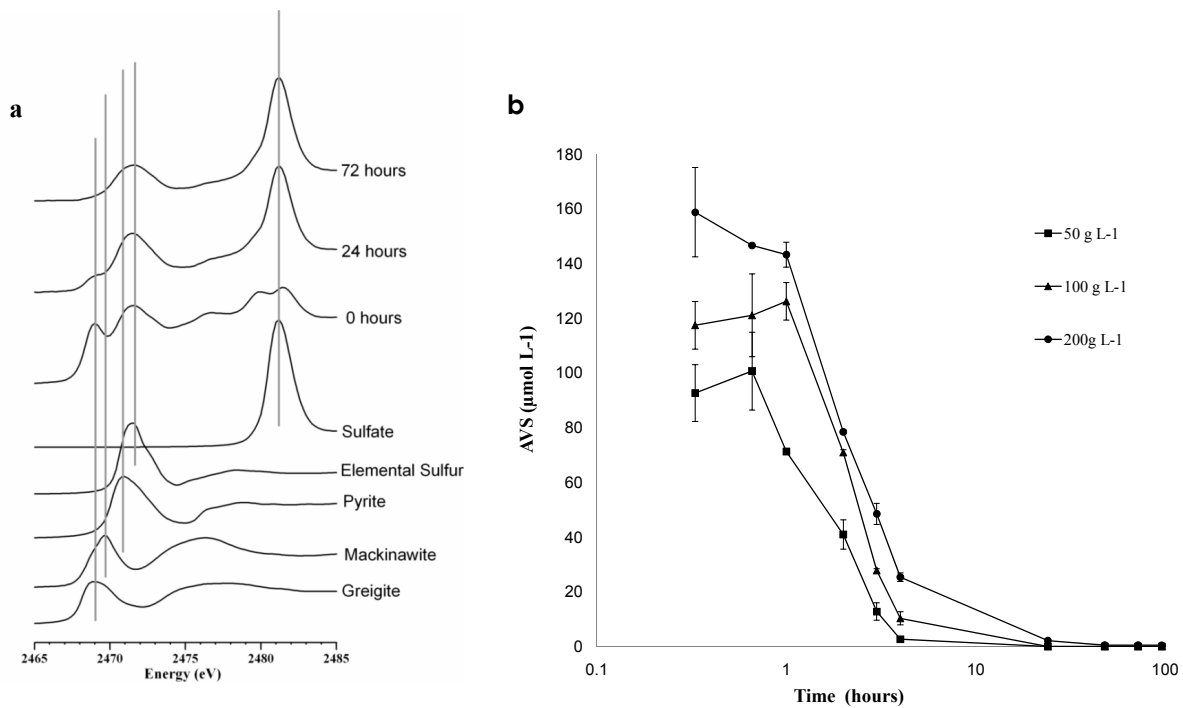 a
72 hours
24 hours
0 hours
Sulfate
Elemental Sulfur
Pyrite
Mackinawite
Greigite
2465 2470 2475 2480 2485
Energy (eV)
b
180
160
140
120
100
80
60
40
20
0
AVS (µmol L-1)
0.1 1 10 100
Time (hours)
50 g L-1
100 g L-1
200g L-1